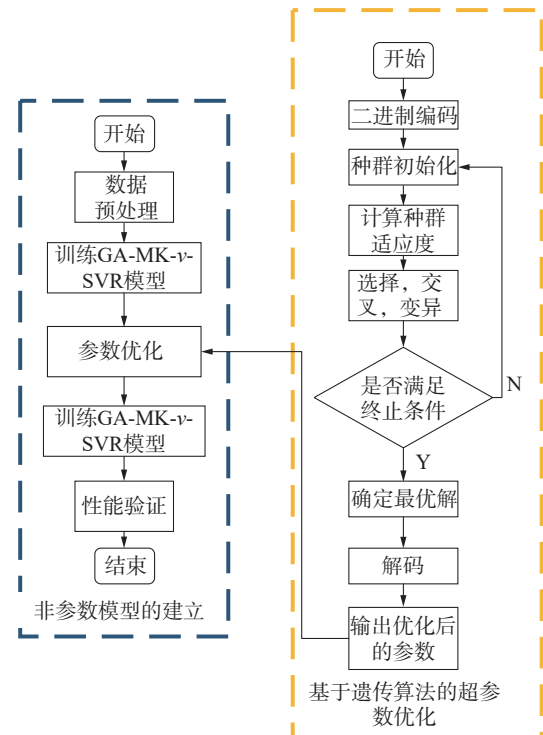 开始
数据
预处理
训练GA-MK-v-
SVR模型
参数优化
训练GA-MK-v-
SVR模型
性能验证
结束
非参数模型的建立
开始
二进制编码
种群初始化
计算种群
适应度
选择，交
叉，变异
是否满足
终止条件
N
Y
确定最优解
解码
输出优化后
的参数
基于遗传算法的超参
数优化